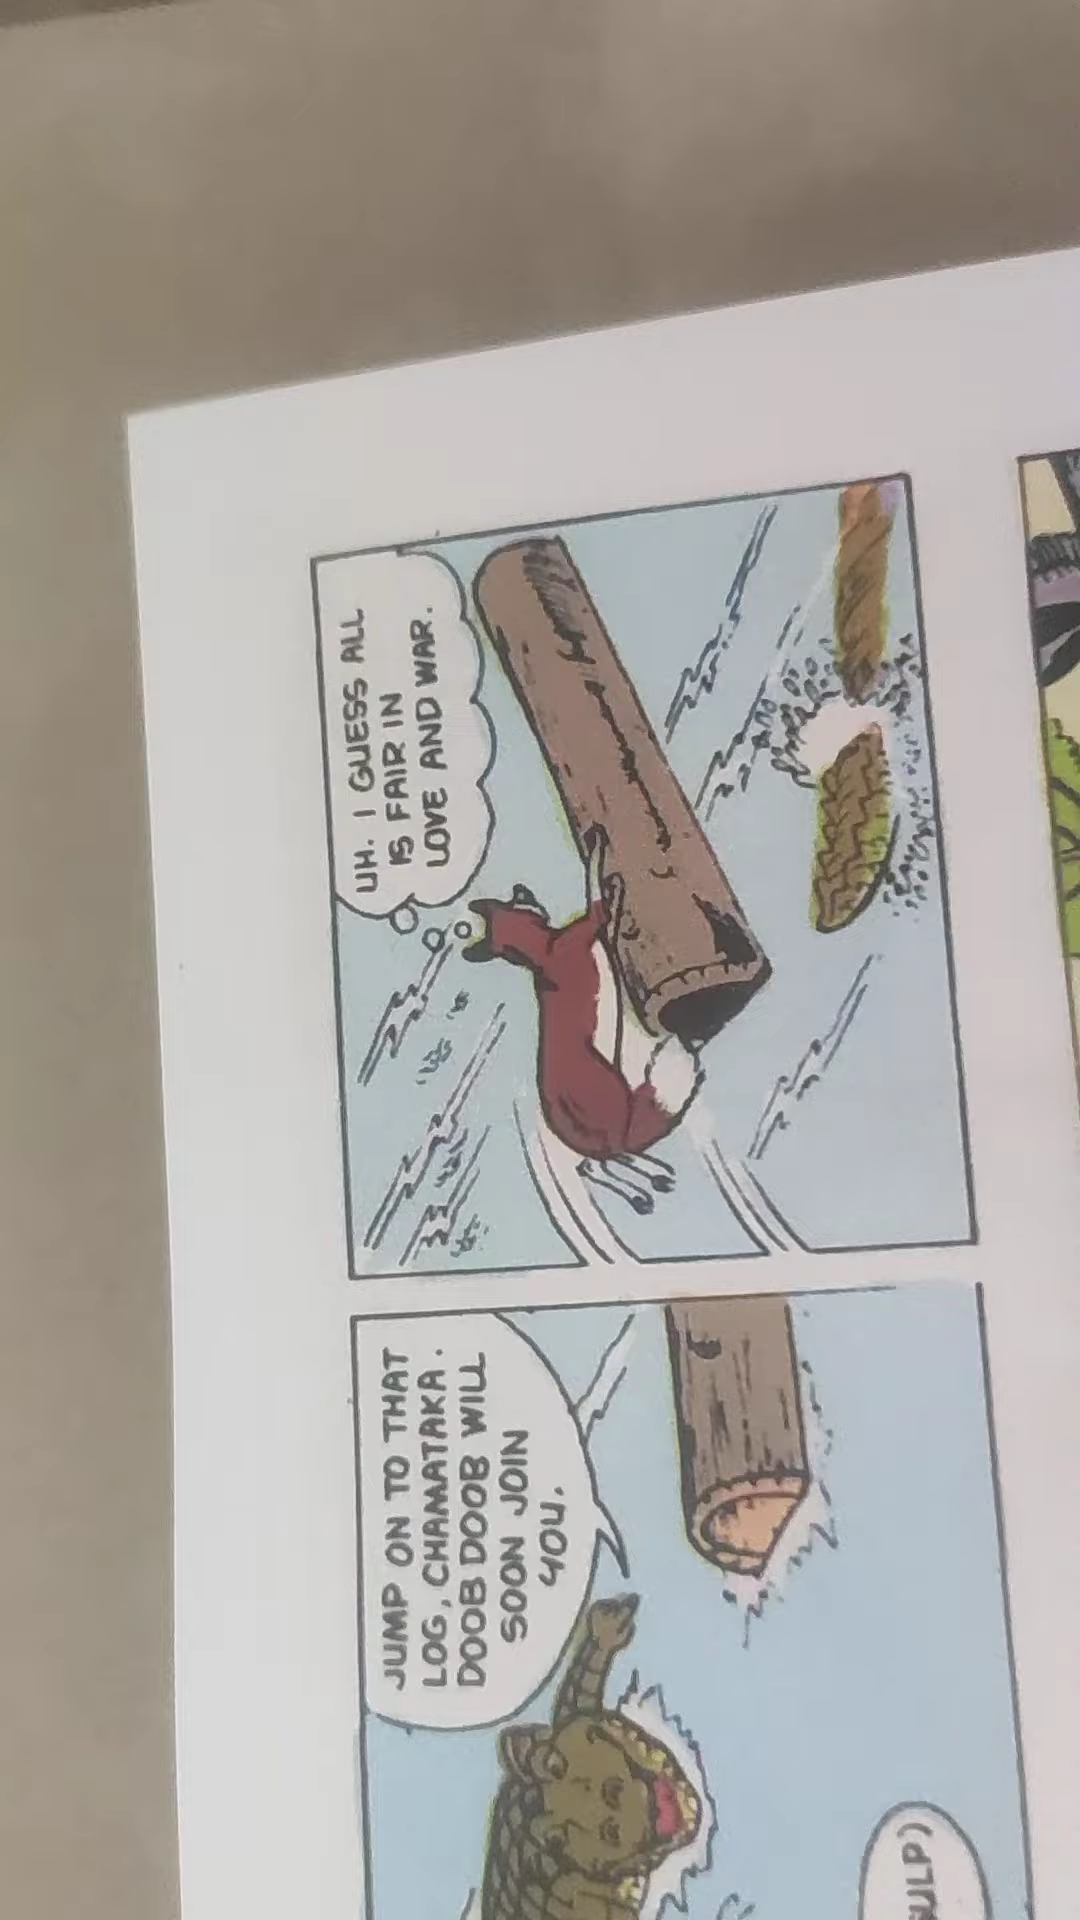 JUMP ON TO THAT
LOG, CHAMATAKA.
DOOB DOOB WILL
SOON JOIN
YOU.
UH. I GUESS ALL
IS FAIR IN
LOVE AND WAR.